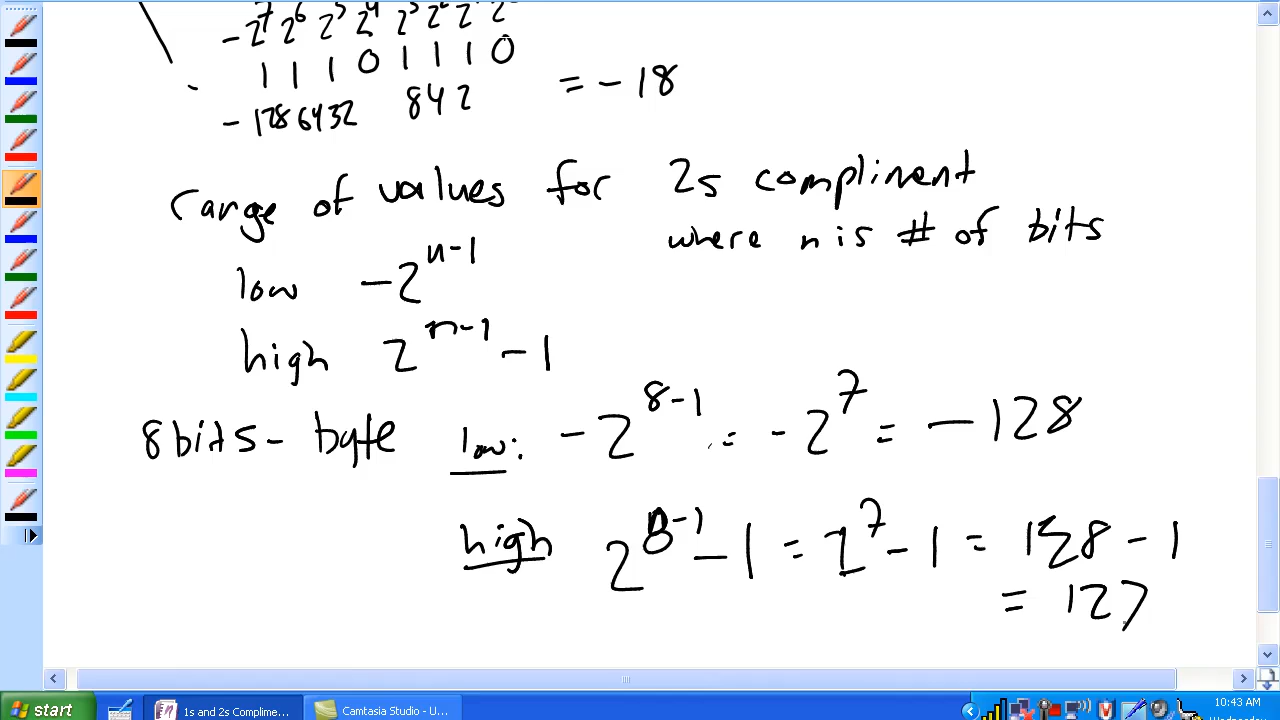 -2⁷ 2⁶ 2⁵ 2⁴ 2³ 2² 2¹ 2⁰
1 1 1 0 1 1 1 0
-128 64 32 8 4 2 = -18
range of values for 2s compliment
where n is # of bits
low -2^(n-1)
high 2^(n-1) - 1
8 bits - byte low: -2^(8-1) = -2⁷ = -128
high 2^(8-1) - 1 = 2⁷ - 1 = 128 - 1
= 127
start
1s and 2s Complime...
Camtasia Studio - U...
10:43 AM